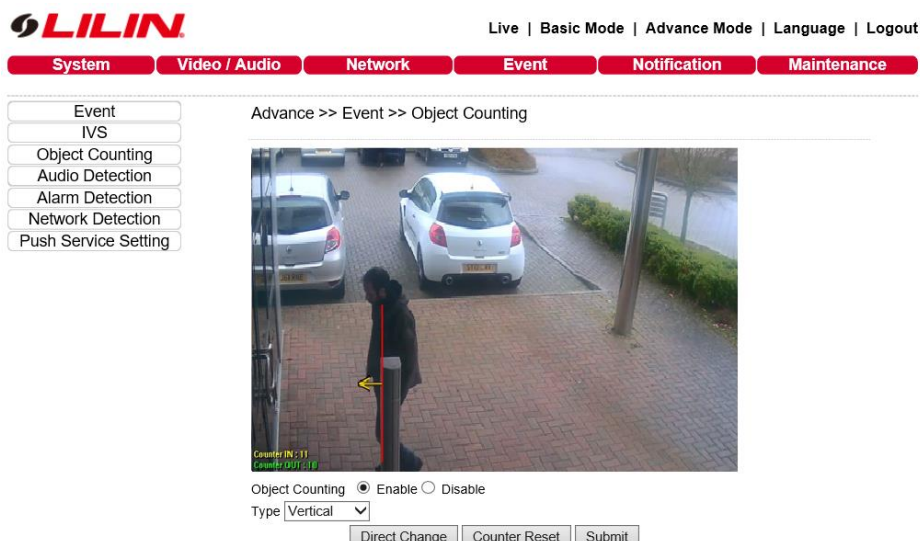 LILIN
Live | Basic Mode | Advance Mode | Language | Logout
System Video / Audio Network Event Notification Maintenance
Event
IVS
Object Counting
Audio Detection
Alarm Detection
Network Detection
Push Service Setting
Advance >> Event >> Object Counting
Counter IN : 11
Counter OUT : 10
Object Counting Enable Disable
Type Vertical
Direct Change Counter Reset Submit